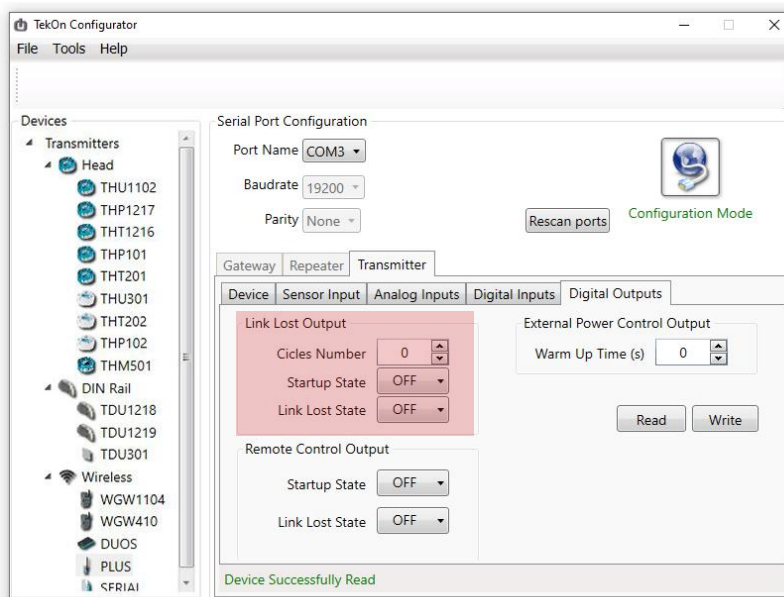 TekOn Configurator
File Tools Help
Devices
Transmitters
Head
THU1102
THP1217
THT1216
THP101
THT201
THU301
THT202
THP102
THM501
DIN Rail
TDU1218
TDU1219
TDU301
Wireless
WGW1104
WGW410
DUOS
PLUS
SERIAL
Serial Port Configuration
Port Name COM3
Baudrate 19200
Parity None
Rescan ports
Configuration Mode
Gateway Repeater Transmitter
Device Sensor Input Analog Inputs Digital Inputs Digital Outputs
Link Lost Output
Cicles Number 0
Startup State OFF
Link Lost State OFF
External Power Control Output
Warm Up Time (s) 0
Read Write
Remote Control Output
Startup State OFF
Link Lost State OFF
Device Successfully Read